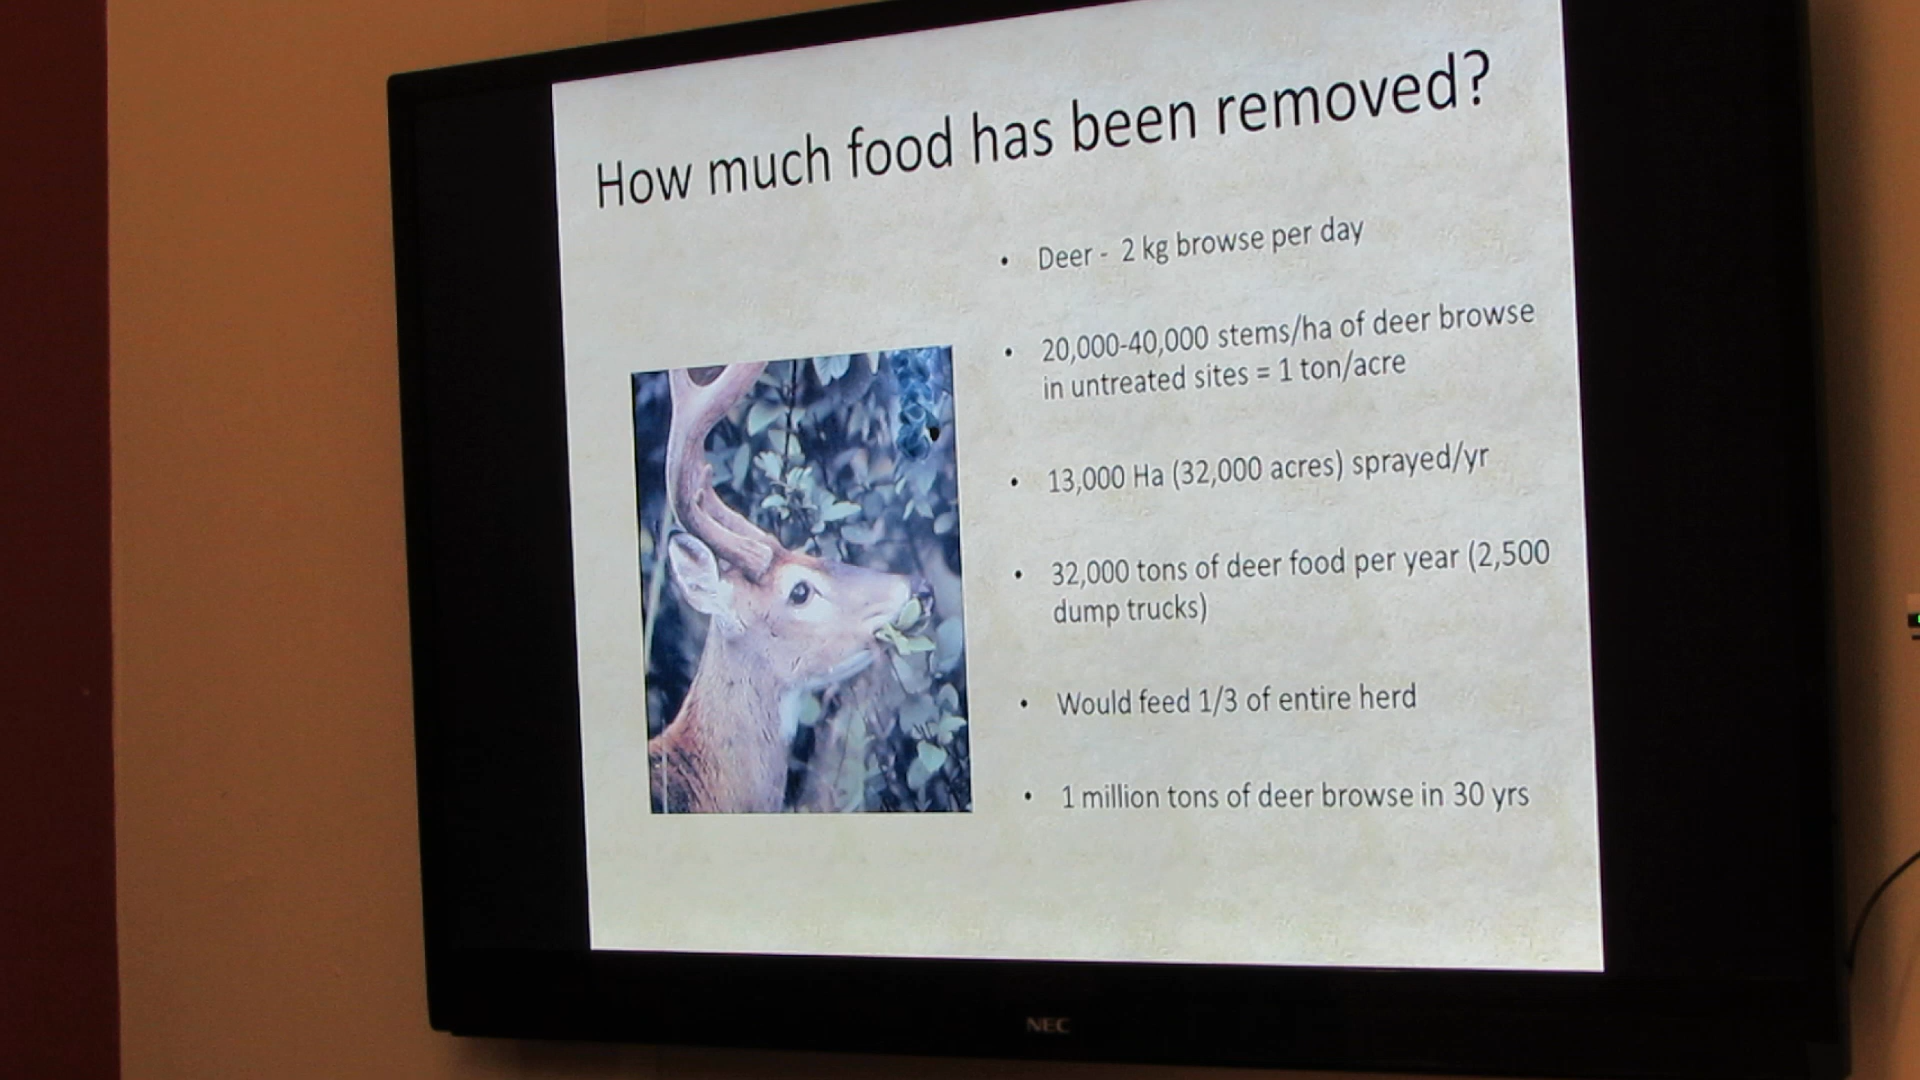 How much food has been removed?
• Deer - 2 kg browse per day
• 20,000-40,000 stems/ha of deer browse
in untreated sites = 1 ton/acre
• 13,000 Ha (32,000 acres) sprayed/yr
• 32,000 tons of deer food per year (2,500
dump trucks)
• Would feed 1/3 of entire herd
• 1 million tons of deer browse in 30 yrs
NEC